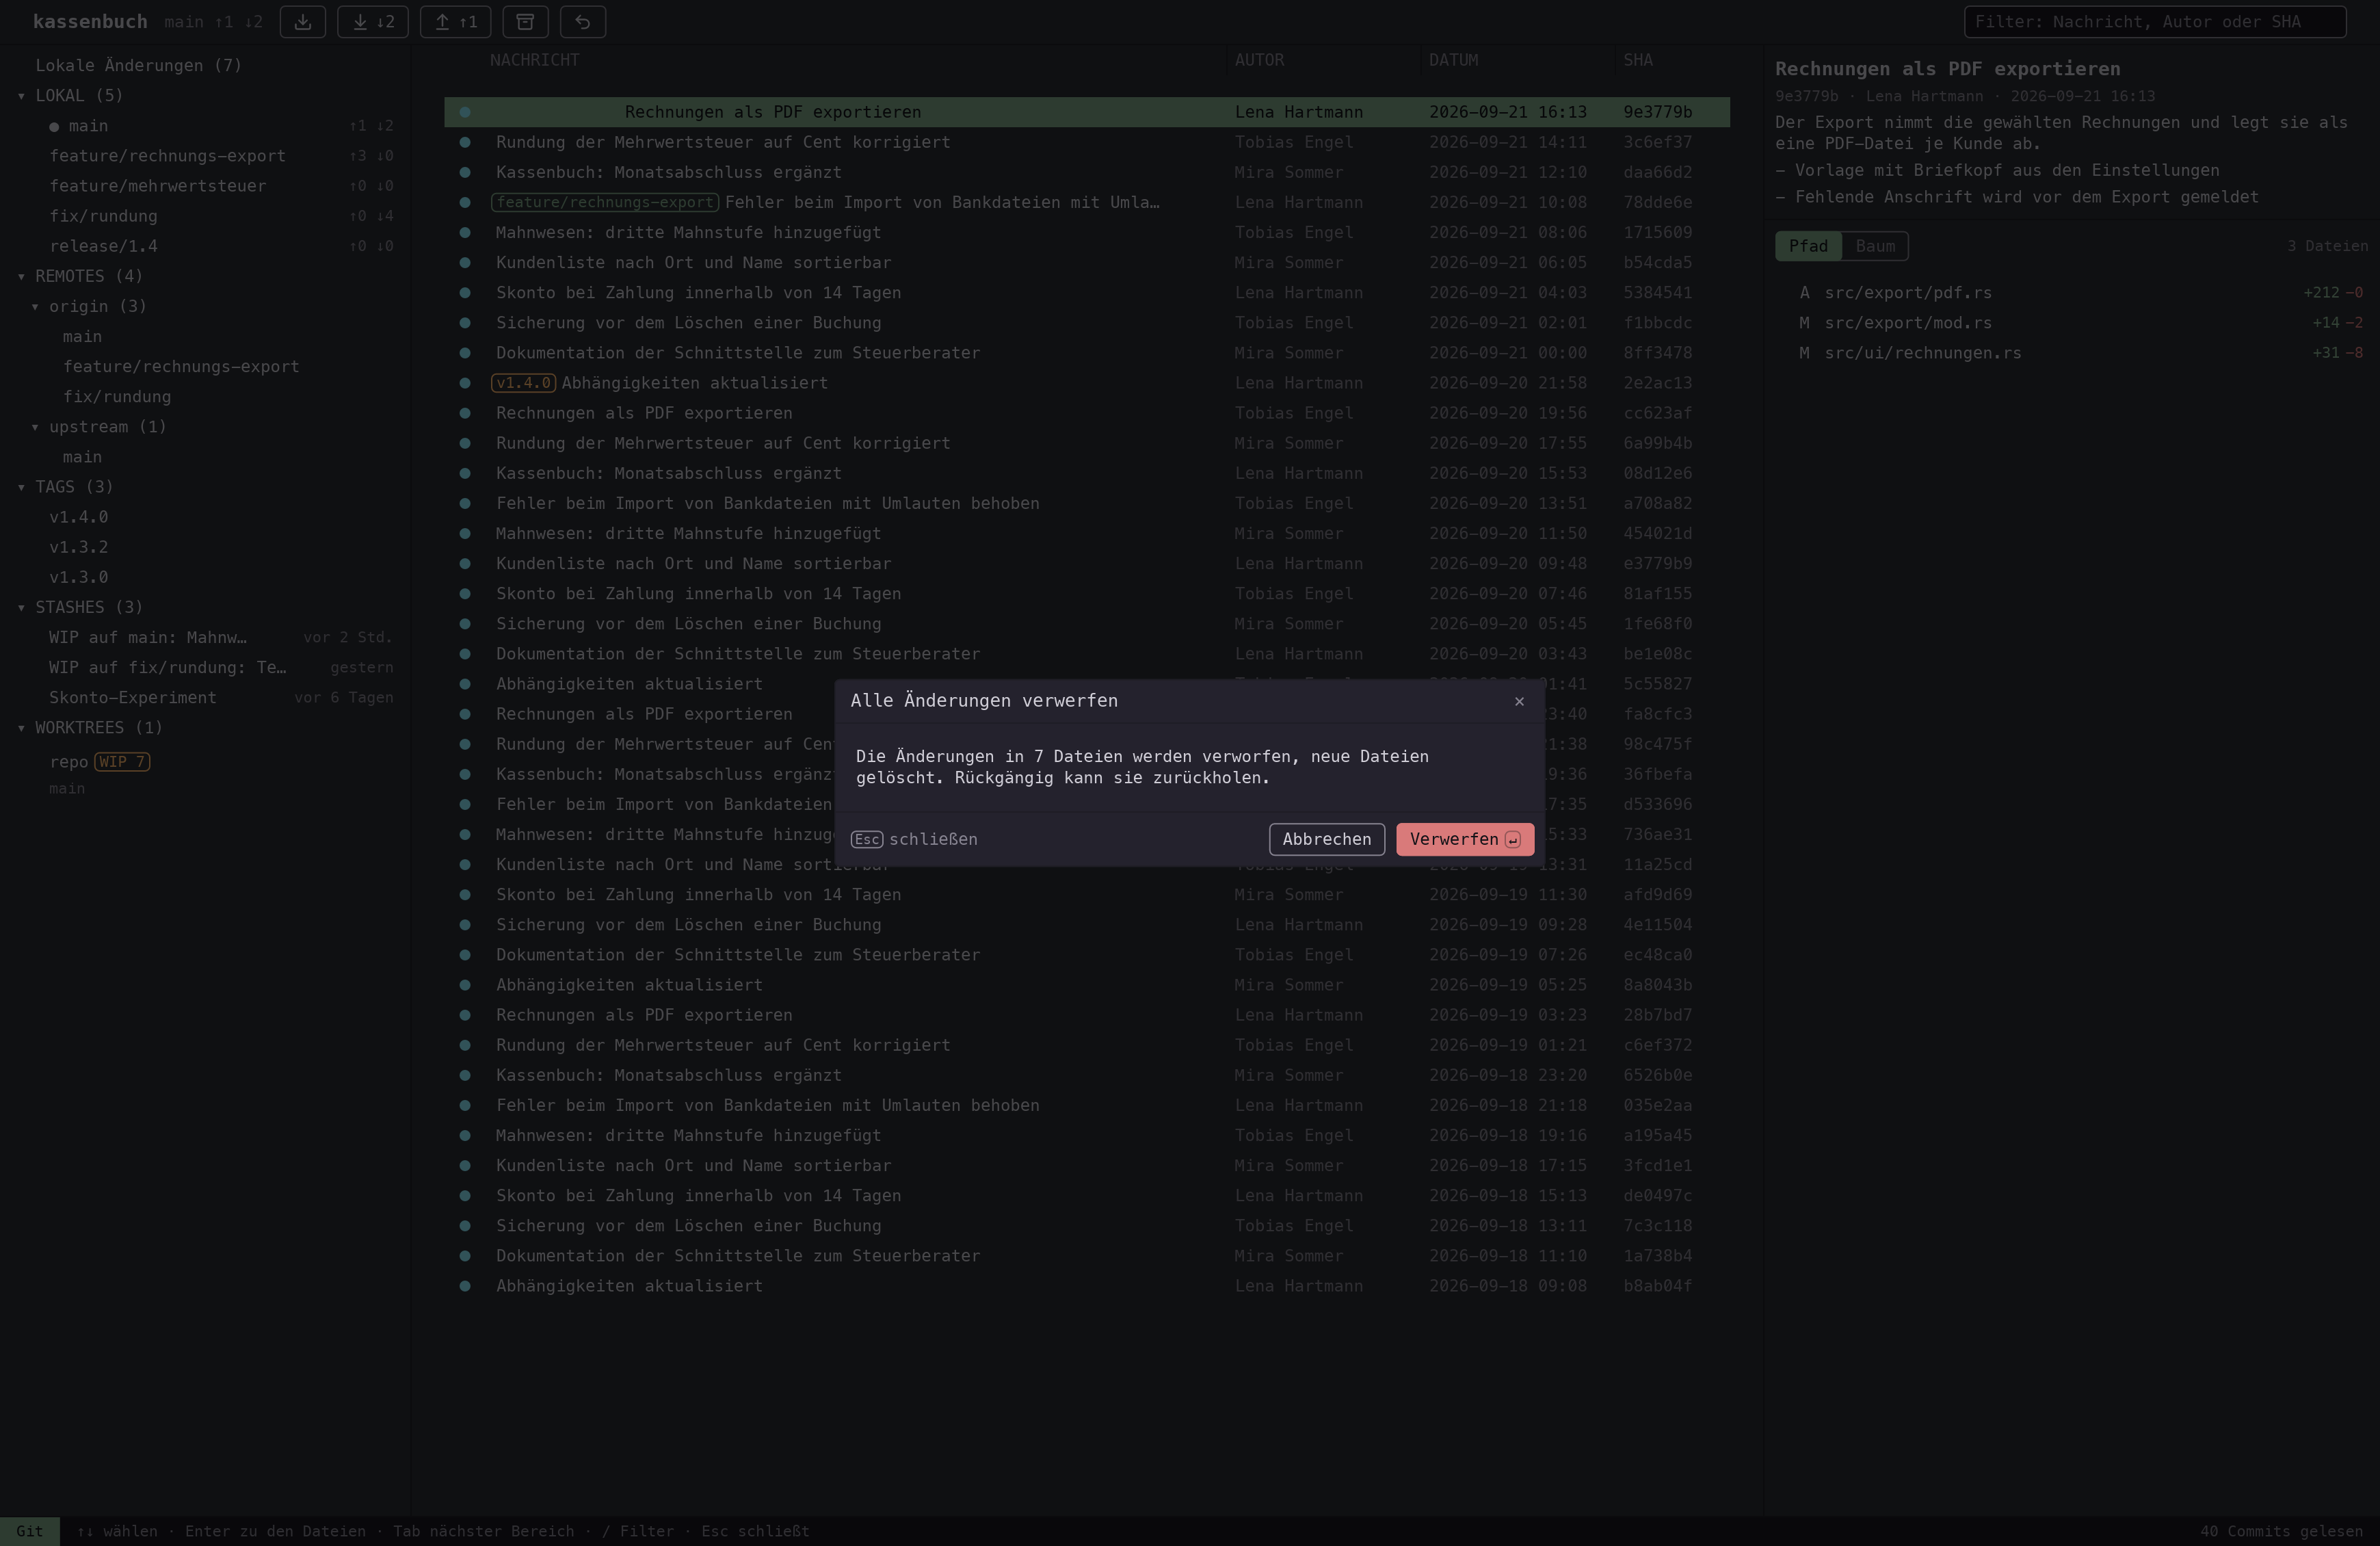 kassenbuch main ↑1 ↓2 ↓2 ↑1 Filter: Nachricht, Autor oder SHA
Lokale Änderungen (7)
▾ LOKAL (5)
● main ↑1 ↓2
feature/rechnungs-export ↑3 ↓0
feature/mehrwertsteuer ↑0 ↓0
fix/rundung ↑0 ↓4
release/1.4 ↑0 ↓0
▾ REMOTES (4)
▾ origin (3)
main
feature/rechnungs-export
fix/rundung
▾ upstream (1)
main
▾ TAGS (3)
v1.4.0
v1.3.2
v1.3.0
▾ STASHES (3)
WIP auf main: Mahnw… vor 2 Std.
WIP auf fix/rundung: Te… gestern
Skonto-Experiment vor 6 Tagen
▾ WORKTREES (1)
repo WIP 7
main
NACHRICHT AUTOR DATUM SHA
Rechnungen als PDF exportieren Lena Hartmann 2026-09-21 16:13 9e3779b
Rundung der Mehrwertsteuer auf Cent korrigiert Tobias Engel 2026-09-21 14:11 3c6ef37
Kassenbuch: Monatsabschluss ergänzt Mira Sommer 2026-09-21 12:10 daa66d2
feature/rechnungs-export Fehler beim Import von Bankdateien mit Umla… Lena Hartmann 2026-09-21 10:08 78dde6e
Mahnwesen: dritte Mahnstufe hinzugefügt Tobias Engel 2026-09-21 08:06 1715609
Kundenliste nach Ort und Name sortierbar Mira Sommer 2026-09-21 06:05 b54cda5
Skonto bei Zahlung innerhalb von 14 Tagen Lena Hartmann 2026-09-21 04:03 5384541
Sicherung vor dem Löschen einer Buchung Tobias Engel 2026-09-21 02:01 f1bbcdc
Dokumentation der Schnittstelle zum Steuerberater Mira Sommer 2026-09-21 00:00 8ff3478
v1.4.0 Abhängigkeiten aktualisiert Lena Hartmann 2026-09-20 21:58 2e2ac13
Rechnungen als PDF exportieren Tobias Engel 2026-09-20 19:56 cc623af
Rundung der Mehrwertsteuer auf Cent korrigiert Mira Sommer 2026-09-20 17:55 6a99b4b
Kassenbuch: Monatsabschluss ergänzt Lena Hartmann 2026-09-20 15:53 08d12e6
Fehler beim Import von Bankdateien mit Umlauten behoben Tobias Engel 2026-09-20 13:51 a708a82
Mahnwesen: dritte Mahnstufe hinzugefügt Mira Sommer 2026-09-20 11:50 454021d
Kundenliste nach Ort und Name sortierbar Lena Hartmann 2026-09-20 09:48 e3779b9
Skonto bei Zahlung innerhalb von 14 Tagen Tobias Engel 2026-09-20 07:46 81af155
Sicherung vor dem Löschen einer Buchung Mira Sommer 2026-09-20 05:45 1fe68f0
Dokumentation der Schnittstelle zum Steuerberater Lena Hartmann 2026-09-20 03:43 be1e08c
Abhängigkeiten aktualisiert 01:41 5c55827
Rechnungen als PDF exportieren 3:40 fa8cfc3
Rundung der Mehrwertsteuer auf Cen 1:38 98c475f
Kassenbuch: Monatsabschluss ergänz 9:36 36fbefa
Fehler beim Import von Bankdateien 7:35 d533696
Mahnwesen: dritte Mahnstufe hinzug 5:33 736ae31
Kundenliste nach Ort und Name sortierbar Tobias Engel 13:31 11a25cd
Skonto bei Zahlung innerhalb von 14 Tagen Mira Sommer 2026-09-19 11:30 afd9d69
Sicherung vor dem Löschen einer Buchung Lena Hartmann 2026-09-19 09:28 4e11504
Dokumentation der Schnittstelle zum Steuerberater Tobias Engel 2026-09-19 07:26 ec48ca0
Abhängigkeiten aktualisiert Mira Sommer 2026-09-19 05:25 8a8043b
Rechnungen als PDF exportieren Lena Hartmann 2026-09-19 03:23 28b7bd7
Rundung der Mehrwertsteuer auf Cent korrigiert Tobias Engel 2026-09-19 01:21 c6ef372
Kassenbuch: Monatsabschluss ergänzt Mira Sommer 2026-09-18 23:20 6526b0e
Fehler beim Import von Bankdateien mit Umlauten behoben Lena Hartmann 2026-09-18 21:18 035e2aa
Mahnwesen: dritte Mahnstufe hinzugefügt Tobias Engel 2026-09-18 19:16 a195a45
Kundenliste nach Ort und Name sortierbar Mira Sommer 2026-09-18 17:15 3fcd1e1
Skonto bei Zahlung innerhalb von 14 Tagen Lena Hartmann 2026-09-18 15:13 de0497c
Sicherung vor dem Löschen einer Buchung Tobias Engel 2026-09-18 13:11 7c3c118
Dokumentation der Schnittstelle zum Steuerberater Mira Sommer 2026-09-18 11:10 1a738b4
Abhängigkeiten aktualisiert Lena Hartmann 2026-09-18 09:08 b8ab04f
Alle Änderungen verwerfen ×
Die Änderungen in 7 Dateien werden verworfen, neue Dateien
gelöscht. Rückgängig kann sie zurückholen.
Esc schließen Abbrechen Verwerfen ↵
Rechnungen als PDF exportieren
9e3779b · Lena Hartmann · 2026-09-21 16:13
Der Export nimmt die gewählten Rechnungen und legt sie als
eine PDF-Datei je Kunde ab.
- Vorlage mit Briefkopf aus den Einstellungen
- Fehlende Anschrift wird vor dem Export gemeldet
Pfad Baum 3 Dateien
A src/export/pdf.rs +212 -0
M src/export/mod.rs +14 -2
M src/ui/rechnungen.rs +31 -8
Git ↑↓ wählen · Enter zu den Dateien · Tab nächster Bereich · / Filter · Esc schließt 40 Commits gelesen